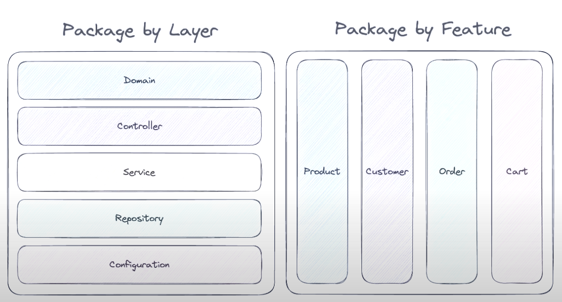 Package by Layer
Domain
Controller
Service
Repository
Configuration
Package by Feature
Product
Customer
Order
Cart